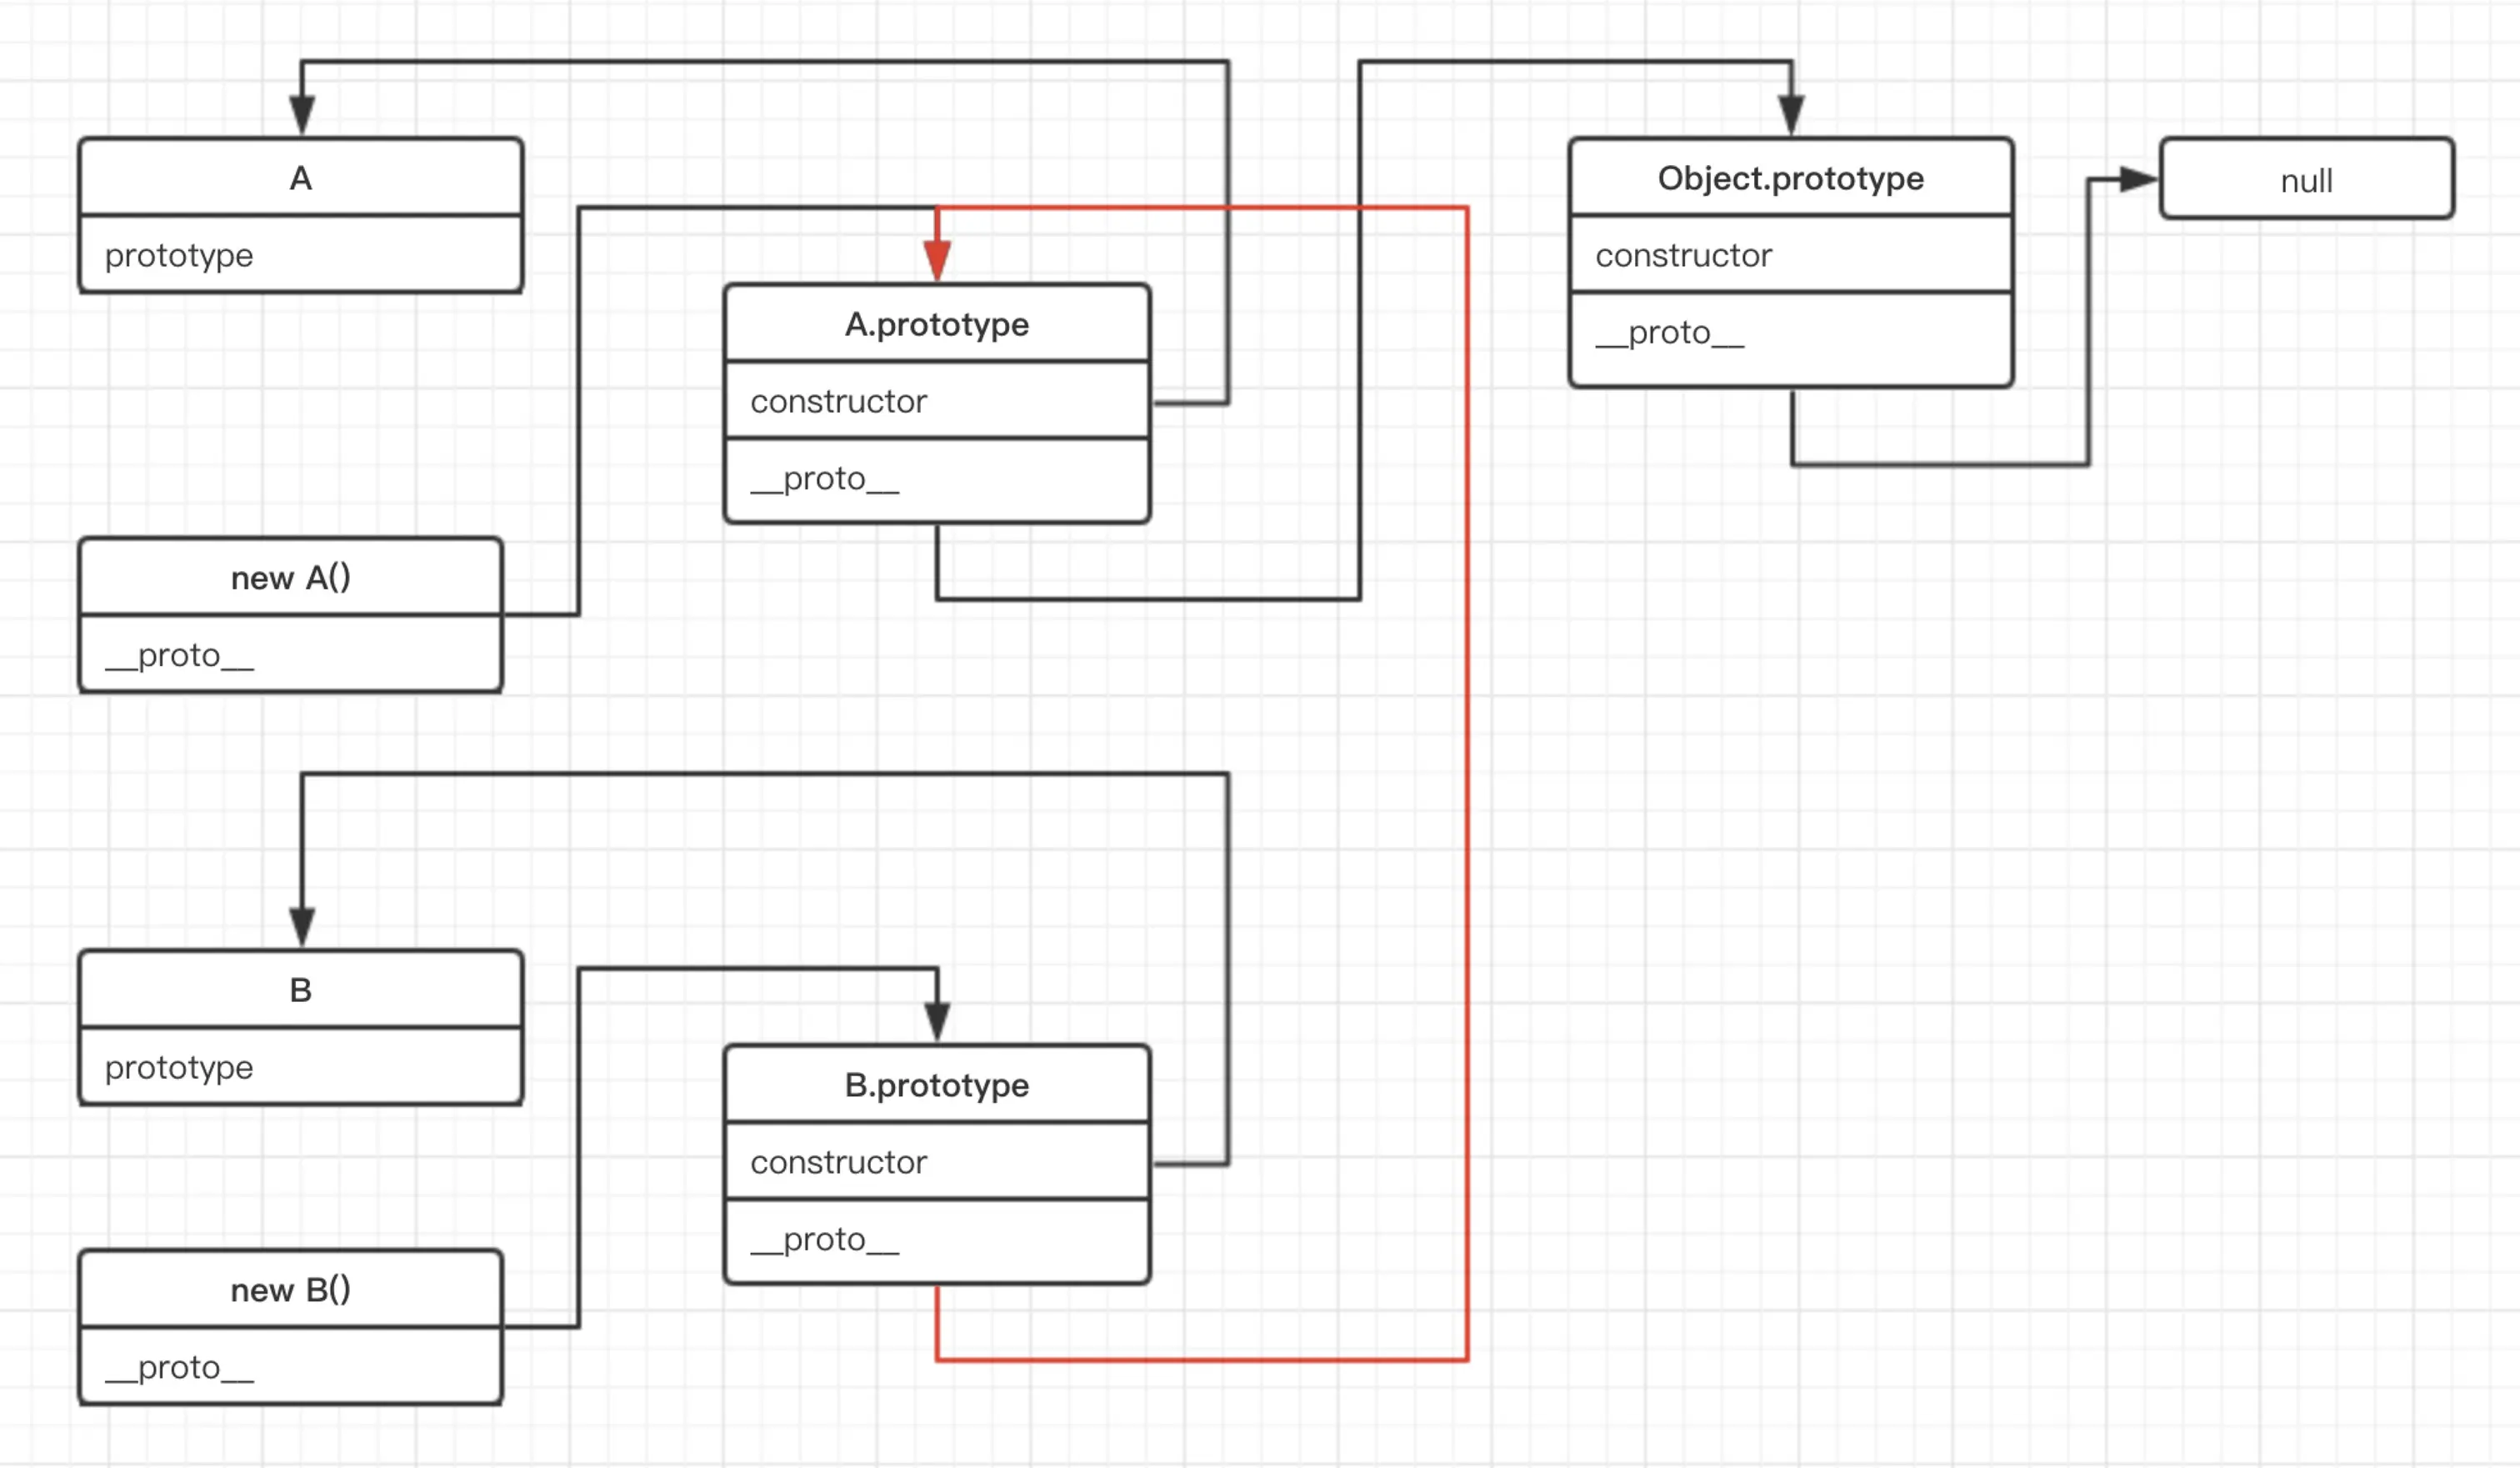 A
prototype
Object.prototype
constructor
__proto__
null
A.prototype
constructor
__proto__
new A()
__proto__
B
prototype
B.prototype
constructor
__proto__
new B()
__proto__